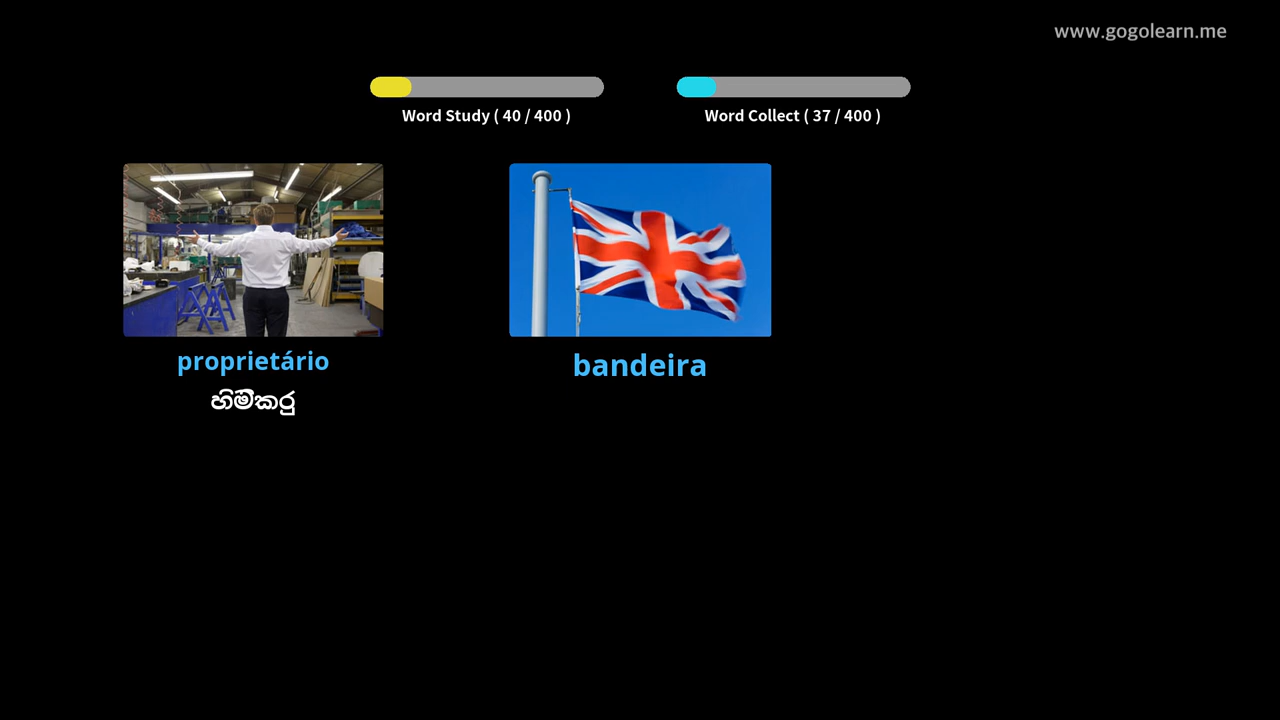 www.gogolearn.me
Word Study ( 40 / 400 )
Word Collect ( 37 / 400 )
proprietário
හිමිකරු
bandeira